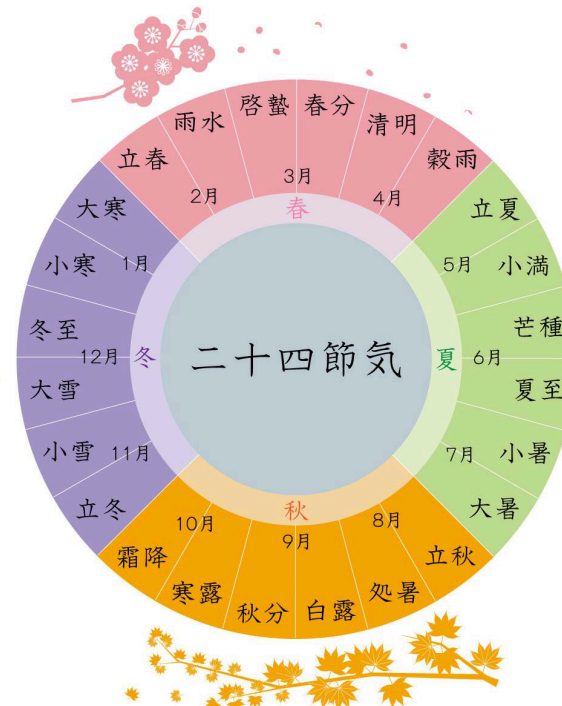 二十四節気
春
立春
雨水
2月
啓蟄
春分
3月
清明
穀雨
4月
夏
立夏
小満
5月
芒種
夏至
6月
小暑
大暑
7月
秋
立秋
処暑
8月
白露
秋分
9月
寒露
霜降
10月
冬
立冬
小雪
11月
大雪
冬至
12月
小寒
大寒
1月